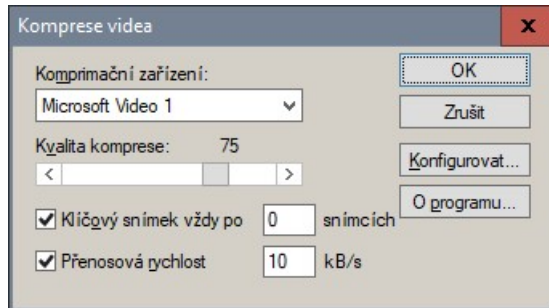 Komprese videa
x
Komprimační zařízení:
OK
Microsoft Video 1
Zrušit
Kvalita komprese: 75
Konfigurovat...
O programu...
Klíčový snímek vždy po 0 snímcích
Přenosová rychlost 10 kB/s